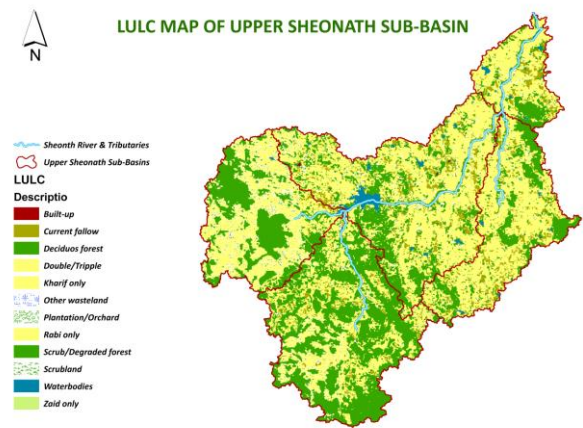 LULC MAP OF UPPER SHEONATH SUB-BASIN
N
Sheonth River & Tributaries
Upper Sheonath Sub-Basins
LULC
Descriptio
Built-up
Current fallow
Deciduos forest
Double/Tripple
Kharif only
Other wasteland
Plantation/Orchard
Rabi only
Scrub/Degraded forest
Scrubland
Waterbodies
Zaid only